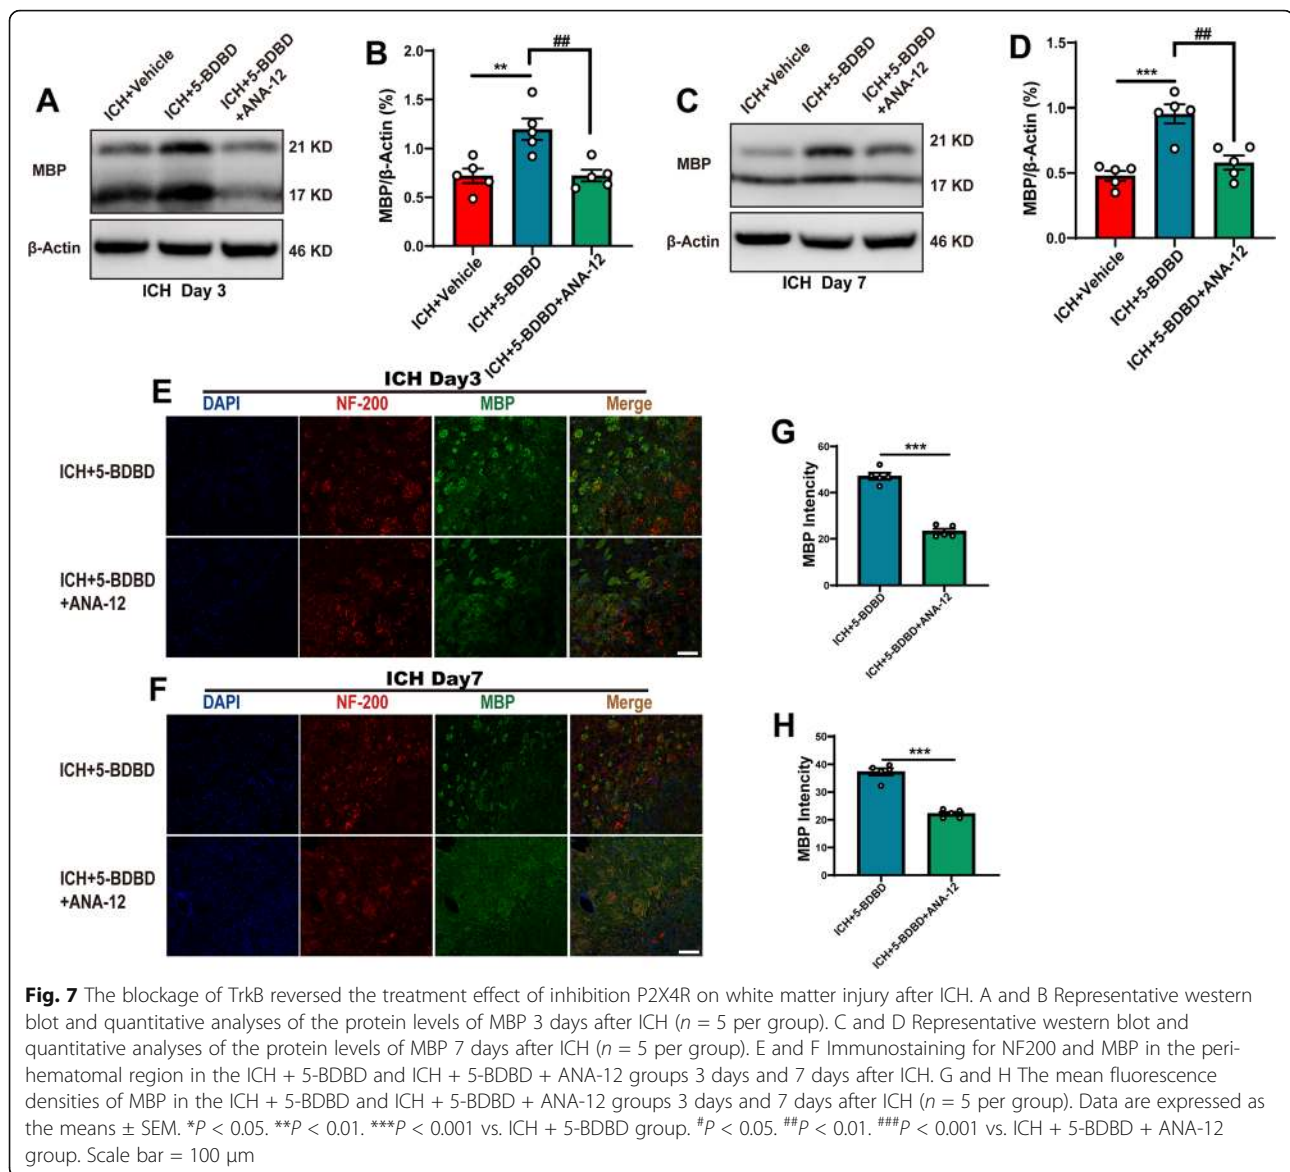 A
ICH+Vehicle
ICH+5-BDBD
ICH+5-BDBD
+ANA-12
MBP
21 KD
17 KD
β-Actin
46 KD
ICH Day 3
B
MBP/β-Actin (%)
2.0
1.5
1.0
0.5
0.0
**
##
ICH+Vehicle
ICH+5-BDBD
ICH+5-BDBD+ANA-12
C
ICH+Vehicle
ICH+5-BDBD
ICH+5-BDBD
+ANA-12
MBP
21 KD
17 KD
β-Actin
46 KD
ICH Day 7
D
MBP/β-Actin (%)
1.5
1.0
0.5
0.0
***
##
ICH+Vehicle
ICH+5-BDBD
ICH+5-BDBD+ANA-12
E
ICH Day3
DAPI NF-200 MBP Merge
ICH+5-BDBD
ICH+5-BDBD
+ANA-12
G
MBP Intencity
60
40
20
0
***
ICH+5-BDBD
ICH+5-BDBD+ANA-12
F
ICH Day7
DAPI NF-200 MBP Merge
ICH+5-BDBD
ICH+5-BDBD
+ANA-12
H
MBP Intencity
50
40
30
20
10
0
***
ICH+5-BDBD
ICH+5-BDBD+ANA-12
Fig. 7 The blockage of TrkB reversed the treatment effect of inhibition P2X4R on white matter injury after ICH. A and B Representative western
blot and quantitative analyses of the protein levels of MBP 3 days after ICH (n = 5 per group). C and D Representative western blot and
quantitative analyses of the protein levels of MBP 7 days after ICH (n = 5 per group). E and F Immunostaining for NF200 and MBP in the peri-
hematomal region in the ICH + 5-BDBD and ICH + 5-BDBD + ANA-12 groups 3 days and 7 days after ICH. G and H The mean fluorescence
densities of MBP in the ICH + 5-BDBD and ICH + 5-BDBD + ANA-12 groups 3 days and 7 days after ICH (n = 5 per group). Data are expressed as
the means ± SEM. *P < 0.05. **P < 0.01. ***P < 0.001 vs. ICH + 5-BDBD group. #P < 0.05. ##P < 0.01. ###P < 0.001 vs. ICH + 5-BDBD + ANA-12
group. Scale bar = 100 μm